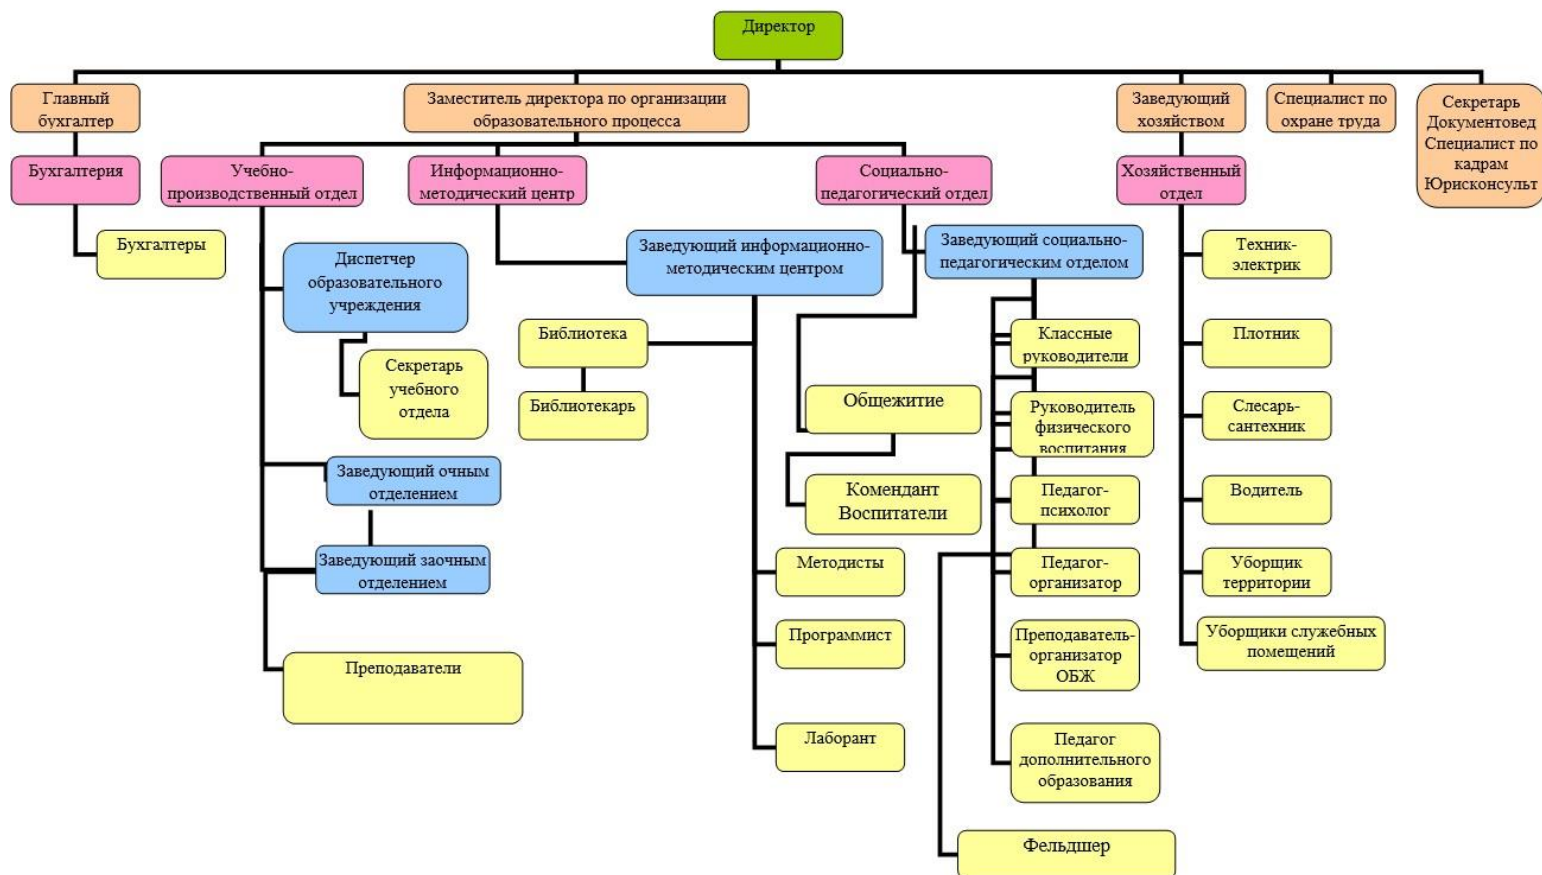 Директор
Главный
бухгалтер
Заместитель директора по организации
образовательного процесса
Заведующий
хозяйством
Специалист по
охране труда
Секретарь
Документовед
Специалист по
кадрам
Юрисконсульт
Бухгалтерия
Учебно-
производственный отдел
Информационно-
методический центр
Социально-
педагогический отдел
Хозяйственный
отдел
Бухгалтеры
Диспетчер
образовательного
учреждения
Секретарь
учебного
отдела
Заведующий очным
отделением
Заведующий заочным
отделением
Преподаватели
Заведующий информационно-
методическим центром
Библиотека
Библиотекарь
Методисты
Программист
Лаборант
Общежитие
Комендант
Воспитатели
Заведующий социально-
педагогическим отделом
Классные
руководители
Руководитель
физического
воспитания
Педагог-
психолог
Педагог-
организатор
Преподаватель-
организатор
ОБЖ
Педагог
дополнительного
образования
Фельдшер
Техник-
электрик
Плотник
Слесарь-
сантехник
Водитель
Уборщик
территории
Уборщики служебных
помещений